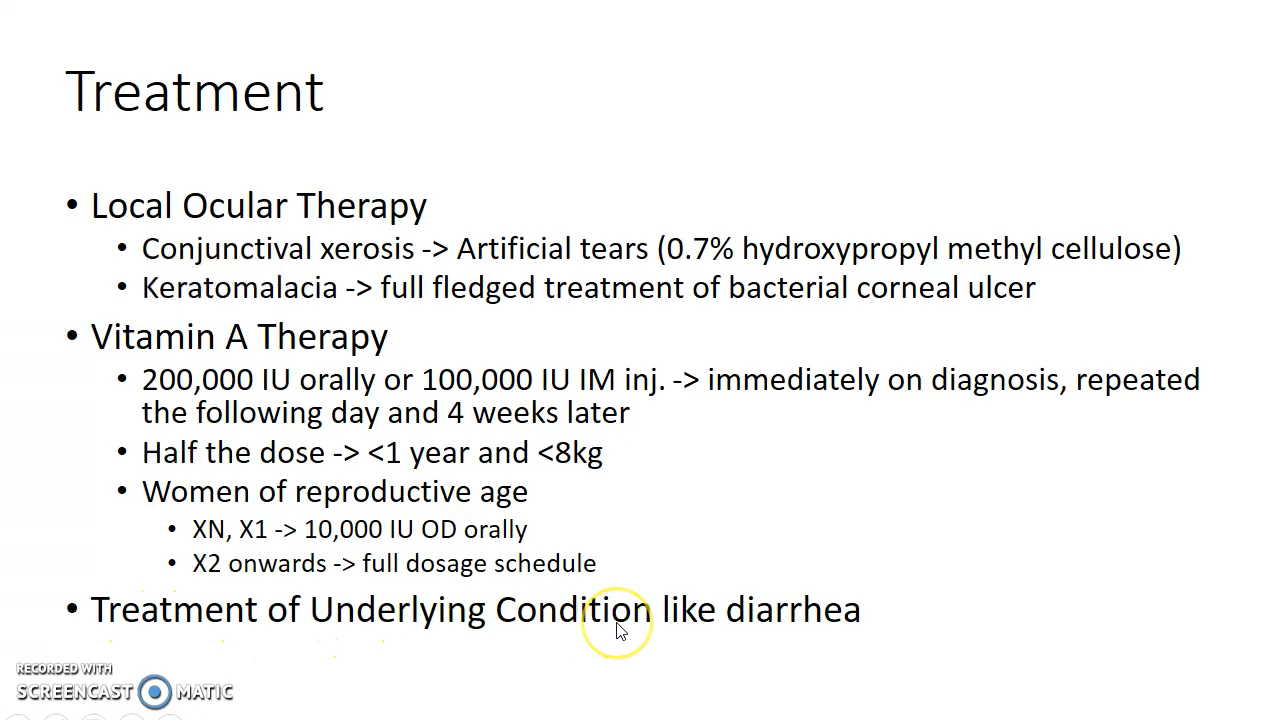 Treatment
• Local Ocular Therapy
• Conjunctival xerosis -> Artificial tears (0.7% hydroxypropyl methyl cellulose)
• Keratomalacia -> full fledged treatment of bacterial corneal ulcer
• Vitamin A Therapy
• 200,000 IU orally or 100,000 IU IM inj. -> immediately on diagnosis, repeated
the following day and 4 weeks later
• Half the dose -> <1 year and <8kg
• Women of reproductive age
• XN, X1 -> 10,000 IU OD orally
• X2 onwards -> full dosage schedule
• Treatment of Underlying Condition like diarrhea
RECORDED WITH
SCREENCAST MATIC